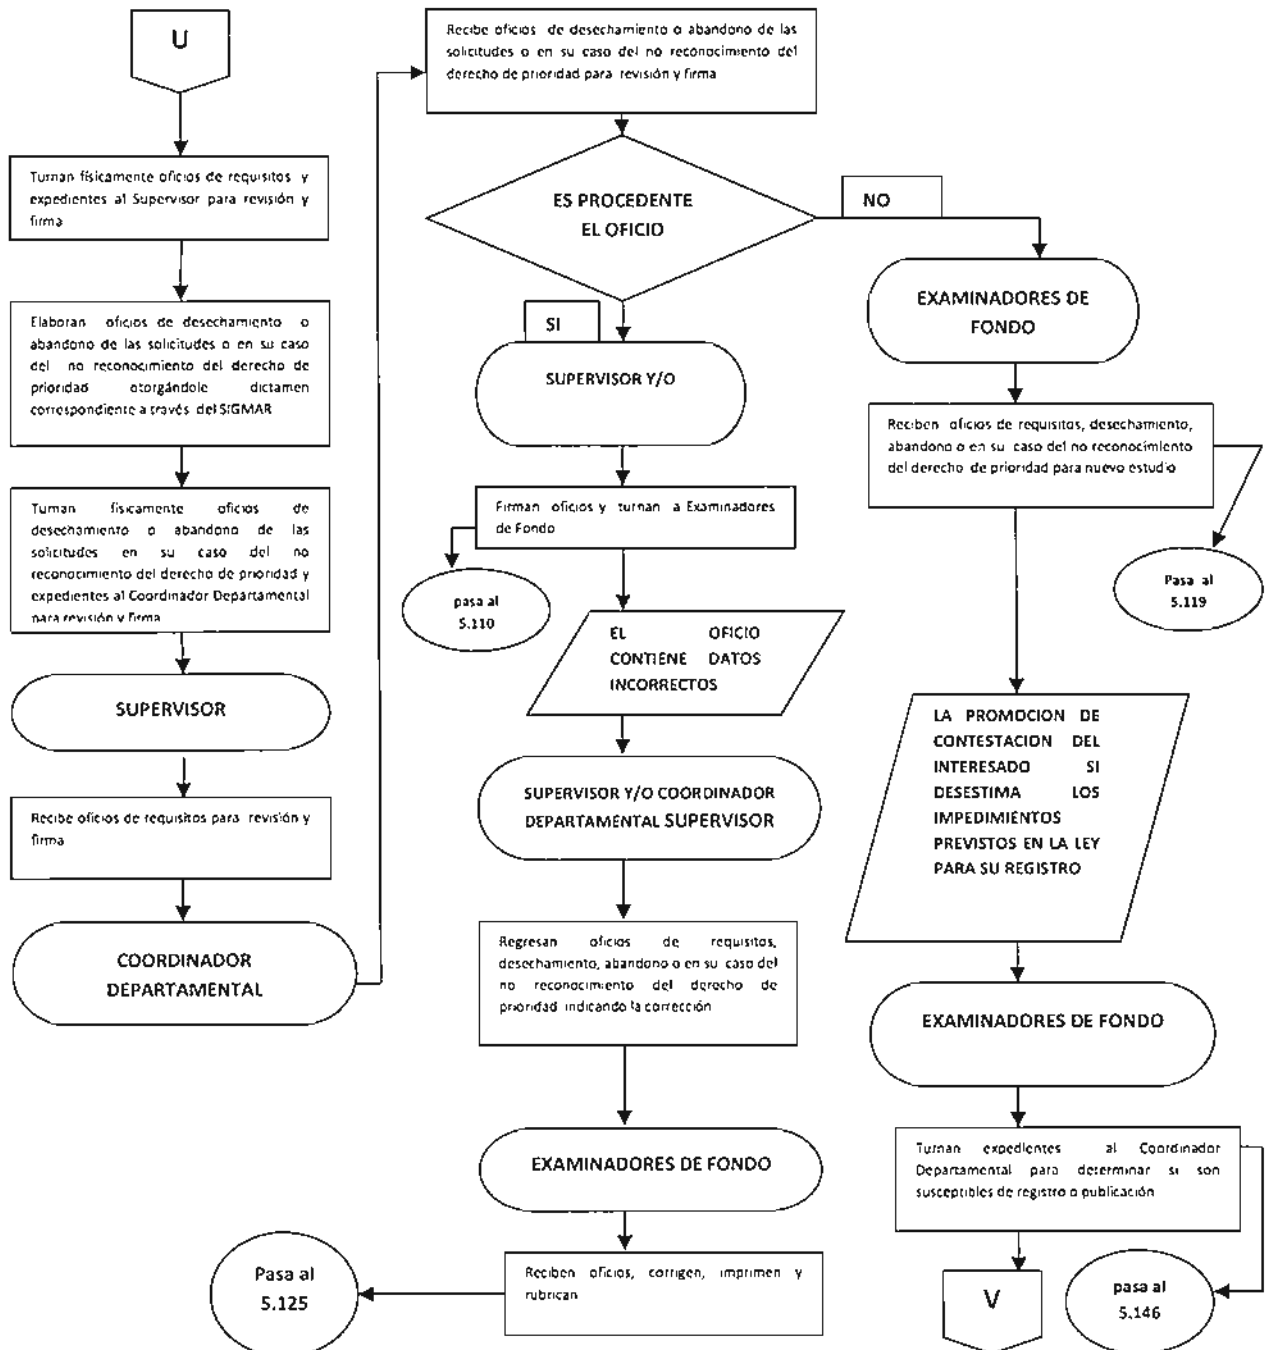 U
Turnan físicamente oficios de requisitos y
expedientes al Supervisor para revisión y
firma
Elaboran oficios de desechamiento o
abandono de las solicitudes o en su caso
del no reconocimiento del derecho de
prioridad otorgándole dictamen
correspondiente a través del SIGMAR
Turnan físicamente oficios de
desechamiento o abandono de las
solicitudes en su caso del no
reconocimiento del derecho de prioridad y
expedientes al Coordinador Departamental
para revisión y firma
SUPERVISOR
Recibe oficios de requisitos para revisión y
firma
COORDINADOR
DEPARTAMENTAL
Recibe oficios de desechamiento o abandono de las
solicitudes o en su caso del no reconocimiento del
derecho de prioridad para revisión y firma
ES PROCEDENTE
EL OFICIO
NO
SI
SUPERVISOR Y/O
Firman oficios y turnan a Examinadores
de Fondo
pasa al
5.110
EL OFICIO
CONTIENE DATOS
INCORRECTOS
SUPERVISOR Y/O COORDINADOR
DEPARTAMENTAL SUPERVISOR
Regresan oficios de requisitos,
desechamiento, abandono o en su caso del
no reconocimiento del derecho de
prioridad indicando la corrección
EXAMINADORES DE FONDO
Reciben oficios, corrigen, imprimen y
rubrican
Pasa al
5.125
EXAMINADORES DE
FONDO
Reciben oficios de requisitos, desechamiento,
abandono o en su caso del no reconocimiento
del derecho de prioridad para nuevo estudio
Pasa al
5.119
LA PROMOCION DE
CONTESTACION DEL
INTERESADO SI
DESESTIMA LOS
IMPEDIMIENTOS
PREVISTOS EN LA LEY
PARA SU REGISTRO
EXAMINADORES DE FONDO
Turnan expedientes al Coordinador
Departamental para determinar si son
susceptibles de registro o publicación
V
pasa al
5.146